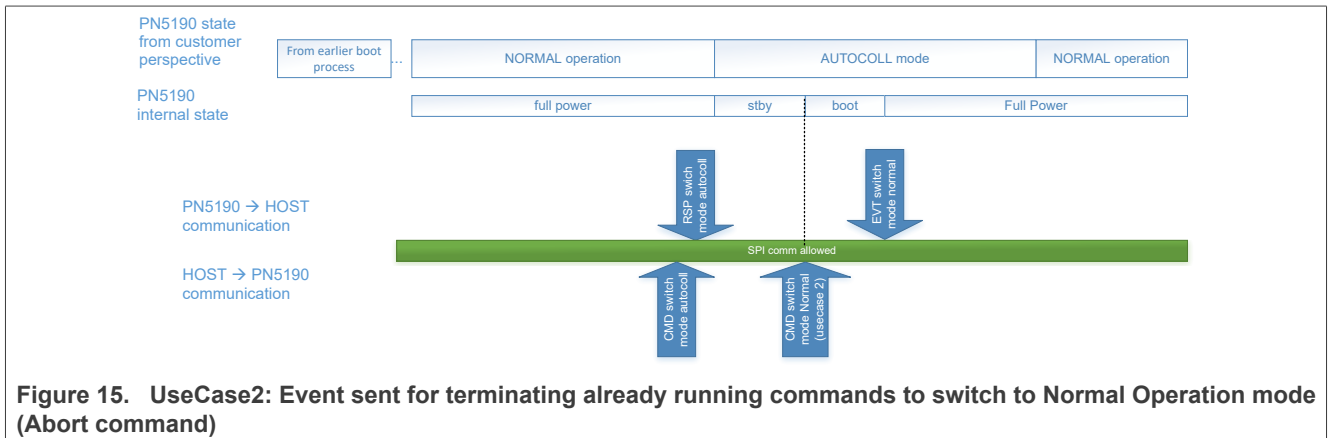 PN5190 state
from customer
perspective
From earlier boot
process
...
NORMAL operation
AUTOCOLL mode
NORMAL operation
PN5190
internal state
full power
stby
boot
Full Power
RSP swich
mode autocoll
EVT switch
mode normal
PN5190 → HOST
communication
SPI comm allowed
HOST → PN5190
communication
CMD switch
mode autocoll
CMD switch
mode Normal
(usecase 2)
Figure 15. UseCase2: Event sent for terminating already running commands to switch to Normal Operation mode
(Abort command)